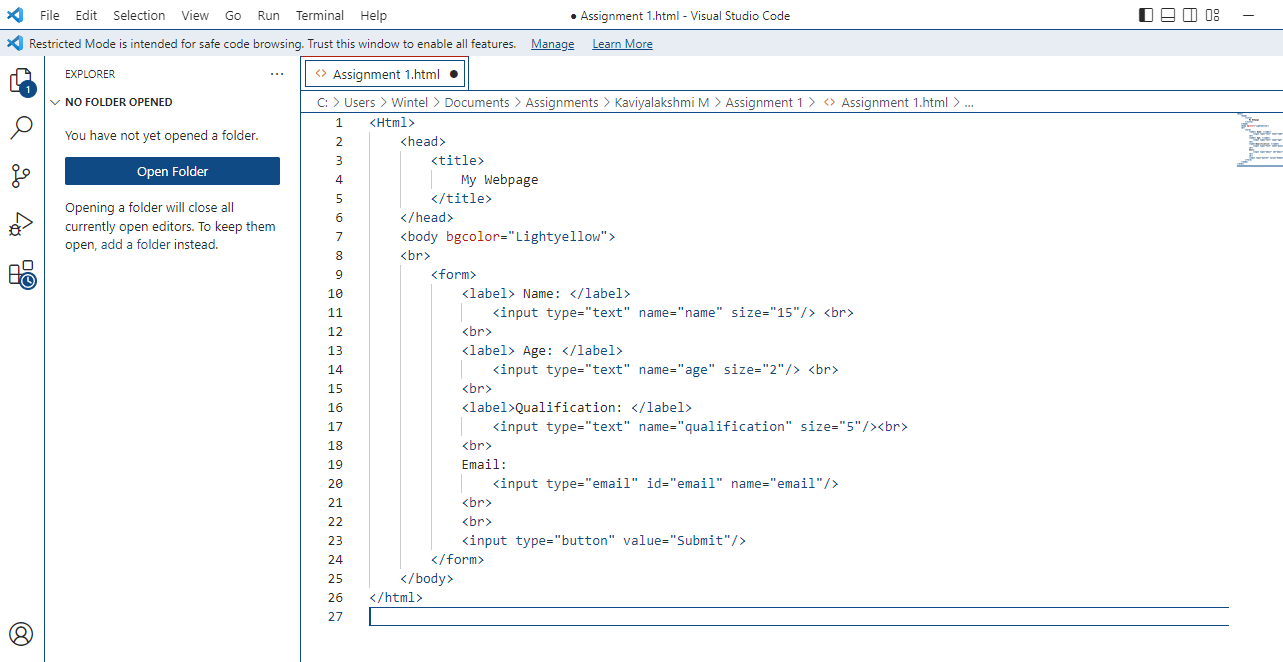 File Edit Selection View Go Run Terminal Help
● Assignment 1.html - Visual Studio Code
Restricted Mode is intended for safe code browsing. Trust this window to enable all features. Manage Learn More
EXPLORER ...
NO FOLDER OPENED
You have not yet opened a folder.
Open Folder
Opening a folder will close all
currently open editors. To keep them
open, add a folder instead.
1
<> Assignment 1.html ●
C: > Users > Wintel > Documents > Assignments > Kaviyalakshmi M > Assignment 1 > <> Assignment 1.html > ...
1 <Html>
2 <head>
3 <title>
4 My Webpage
5 </title>
6 </head>
7 <body bgcolor="Lightyellow">
8 <br>
9 <form>
10 <label> Name: </label>
11 <input type="text" name="name" size="15"/> <br>
12 <br>
13 <label> Age: </label>
14 <input type="text" name="age" size="2"/> <br>
15 <br>
16 <label>Qualification: </label>
17 <input type="text" name="qualification" size="5"/><br>
18 <br>
19 Email:
20 <input type="email" id="email" name="email"/>
21 <br>
22 <br>
23 <input type="button" value="Submit"/>
24 </form>
25 </body>
26 </html>
27